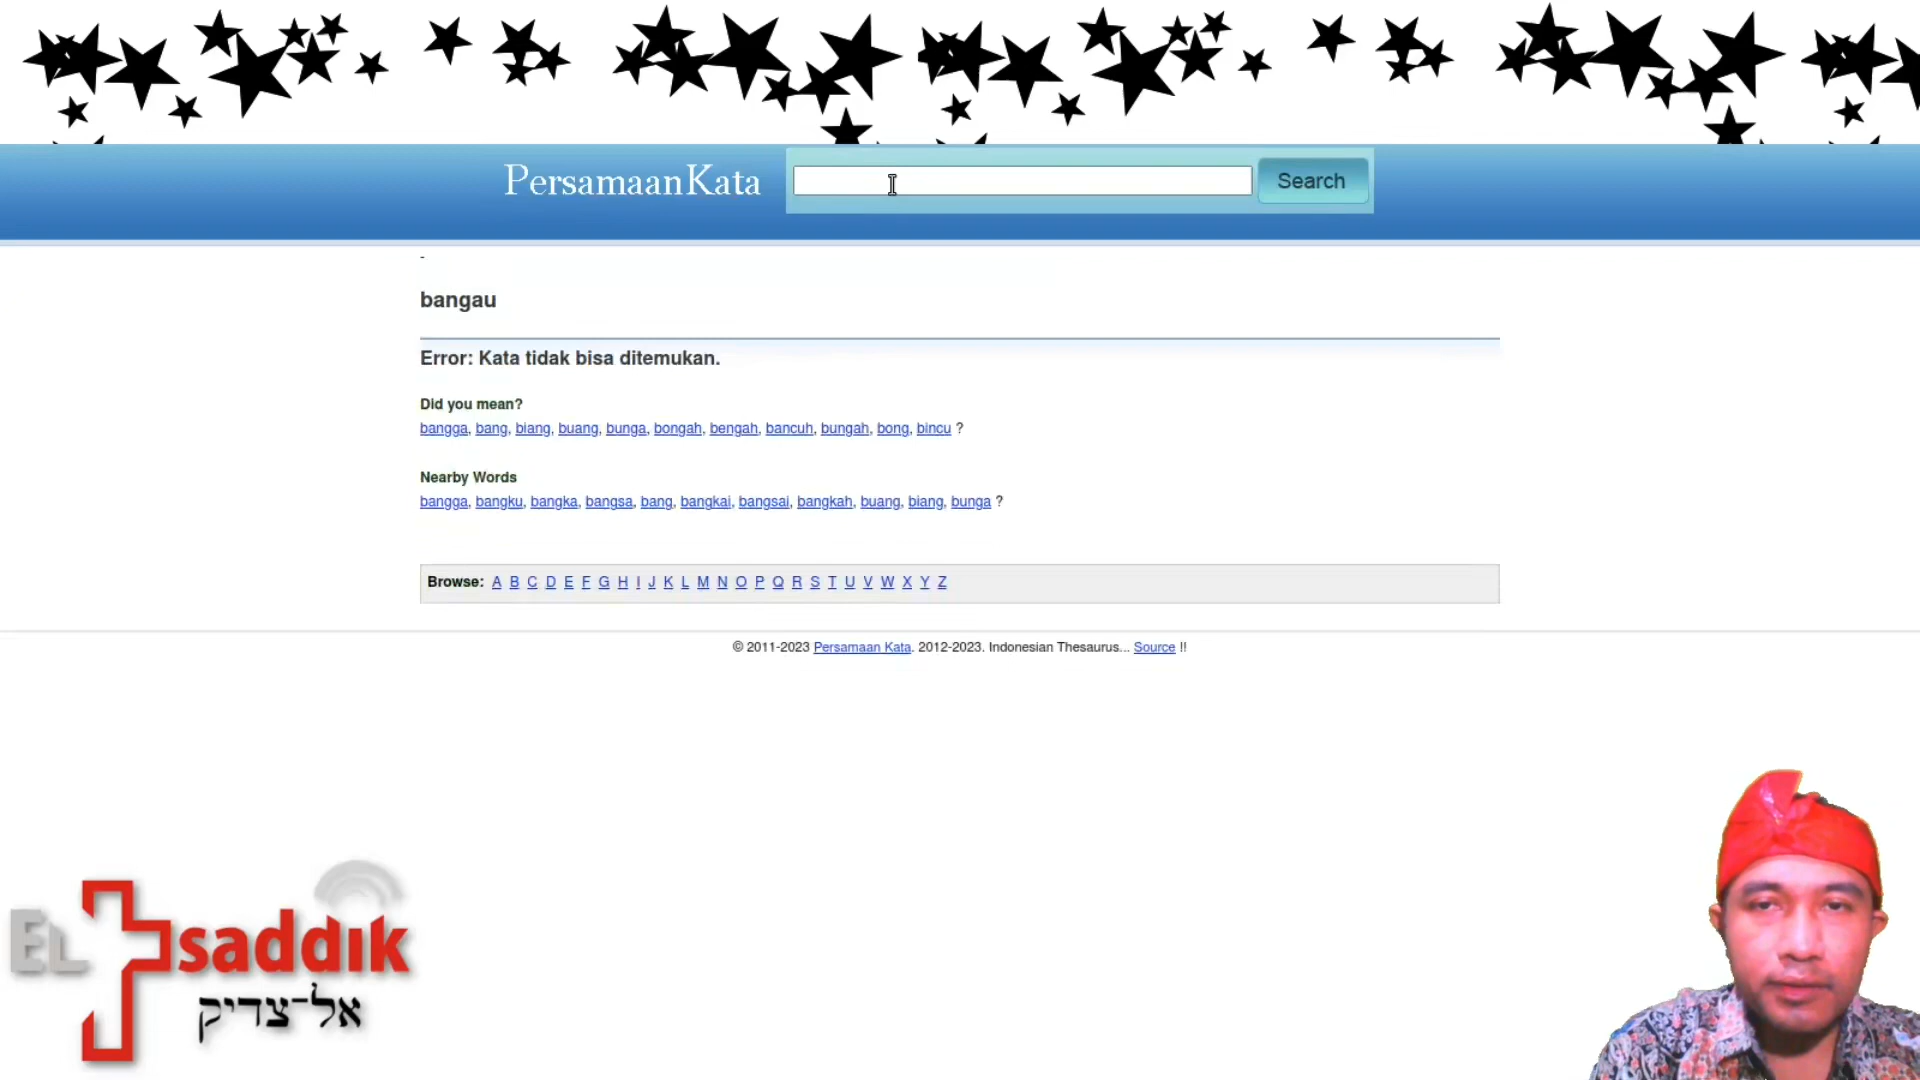 PersamaanKata
Search
-
bangau
Error: Kata tidak bisa ditemukan.
Did you mean?
bangga, bang, biang, buang, bunga, bongah, bengah, bancuh, bungah, bong, bincu ?
Nearby Words
bangga, bangku, bangka, bangsa, bang, bangkai, bangsai, bangkah, buang, biang, bunga ?
Browse: A B C D E F G H I J K L M N O P Q R S T U V W X Y Z
© 2011-2023 Persamaan Kata. 2012-2023. Indonesian Thesaurus... Source !!
EL saddik
אל-צדיק